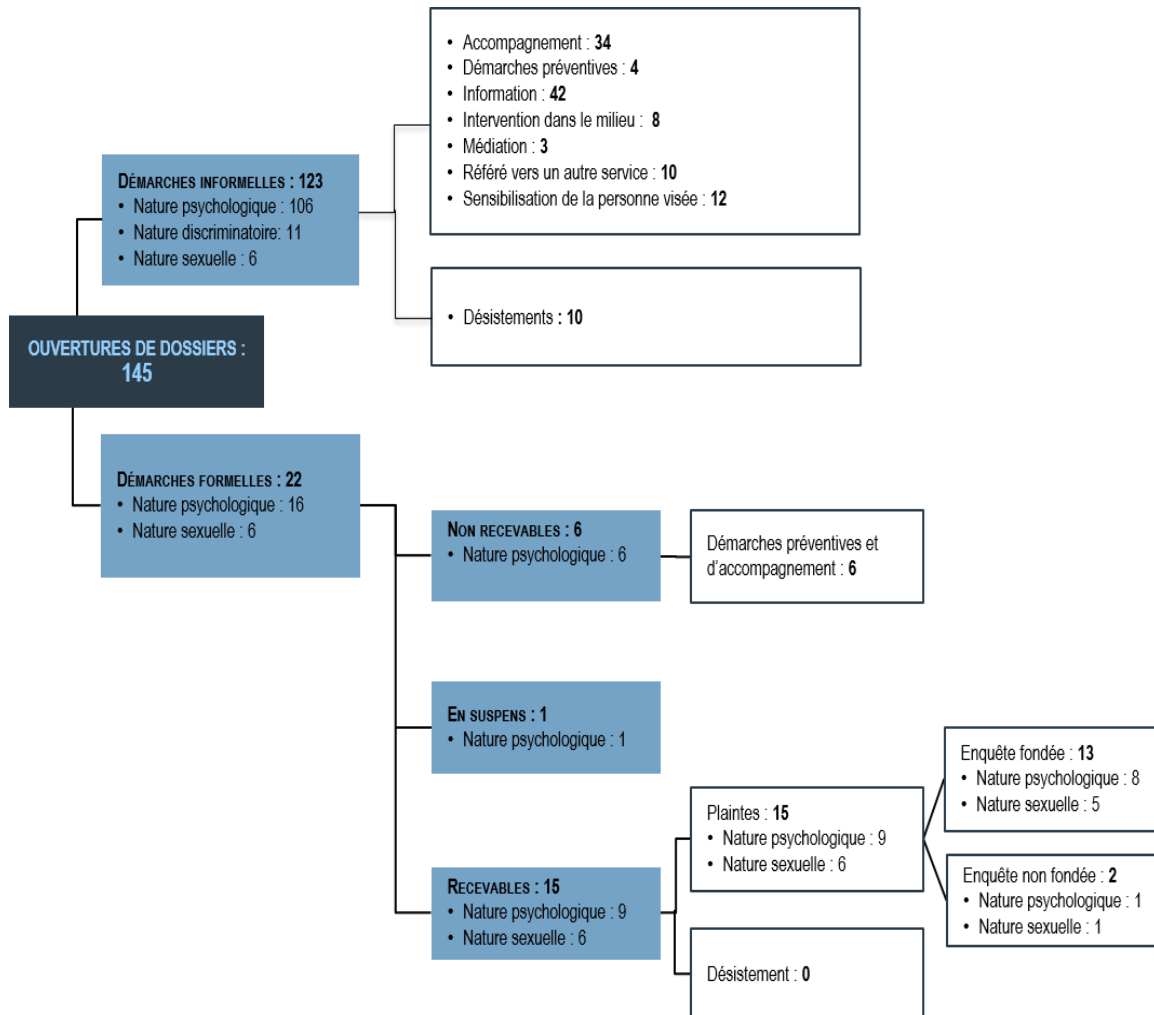 • Accompagnement : 34
• Démarches préventives : 4
• Information : 42
• Intervention dans le milieu : 8
• Médiation : 3
• Référé vers un autre service : 10
• Sensibilisation de la personne visée : 12
DÉMARCHES INFORMELLES : 123
• Nature psychologique : 106
• Nature discriminatoire: 11
• Nature sexuelle : 6
• Désistements : 10
OUVERTURES DE DOSSIERS :
145
DÉMARCHES FORMELLES : 22
• Nature psychologique : 16
• Nature sexuelle : 6
NON RECEVABLES : 6
• Nature psychologique : 6
Démarches préventives et
d'accompagnement : 6
EN SUSPENS : 1
• Nature psychologique : 1
RECEVABLES : 15
• Nature psychologique : 9
• Nature sexuelle : 6
Plaintes : 15
• Nature psychologique : 9
• Nature sexuelle : 6
Désistement : 0
Enquête fondée : 13
• Nature psychologique : 8
• Nature sexuelle : 5
Enquête non fondée : 2
• Nature psychologique : 1
• Nature sexuelle : 1